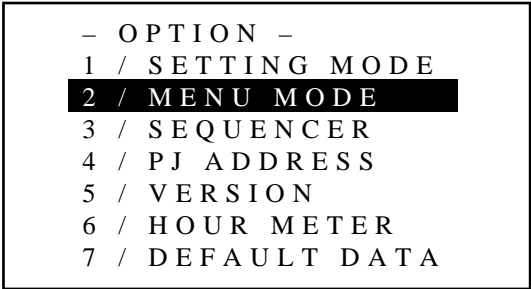 – OPTION –
1 / SETTING MODE
2 / MENU MODE
3 / SEQUENCER
4 / PJ ADDRESS
5 / VERSION
6 / HOUR METER
7 / DEFAULT DATA